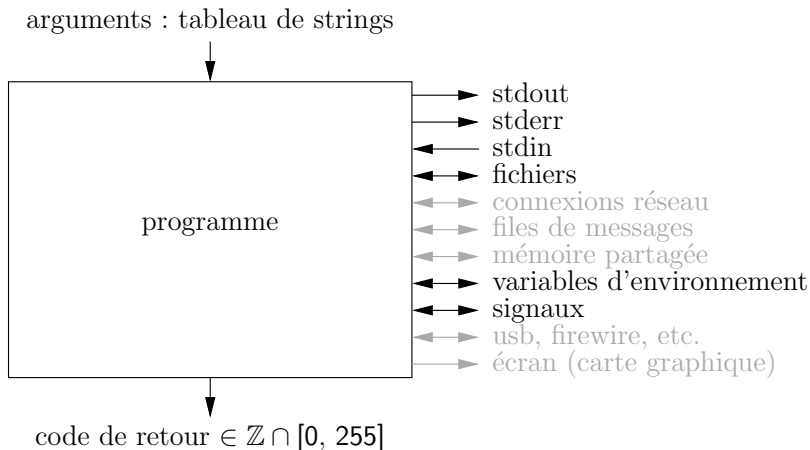 arguments : tableau de strings
stdout
stderr
stdin
fichiers
connexions réseau
programme
files de messages
mémoire partagée
variables d'environnement
signaux
usb, firewire, etc.
écran (carte graphique)
code de retour ∈ ℤ ∩ [0, 255]